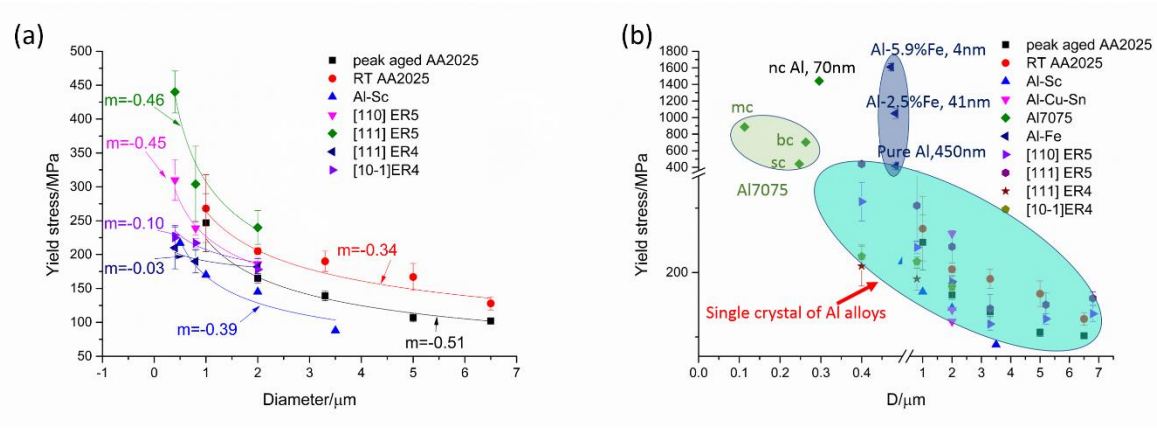 (a)
500
450
400
350
300
250
200
150
100
50
-1
0
1
2
3
4
5
6
7
Yield stress/MPa
Diameter/μm
peak aged AA2025
RT AA2025
Al-Sc
[110] ER5
[111] ER5
[111] ER4
[10-1]ER4
m=-0.46
m=-0.45
m=-0.10
m=-0.03
m=-0.39
m=-0.34
m=-0.51
(b)
1800
1600
1400
1200
1000
800
600
400
200
0.0
0.1
0.2
0.3
0.4
1
2
3
4
5
6
7
Yield stress/MPa
D/μm
nc Al, 70nm
Al-5.9%Fe, 4nm
Al-2.5%Fe, 41nm
Pure Al,450nm
mc
bc
sc
Al7075
Single crystal of Al alloys
peak aged AA2025
RT AA2025
Al-Sc
Al-Cu-Sn
Al7075
Al-Fe
[110] ER5
[111] ER5
[111] ER4
[10-1]ER4